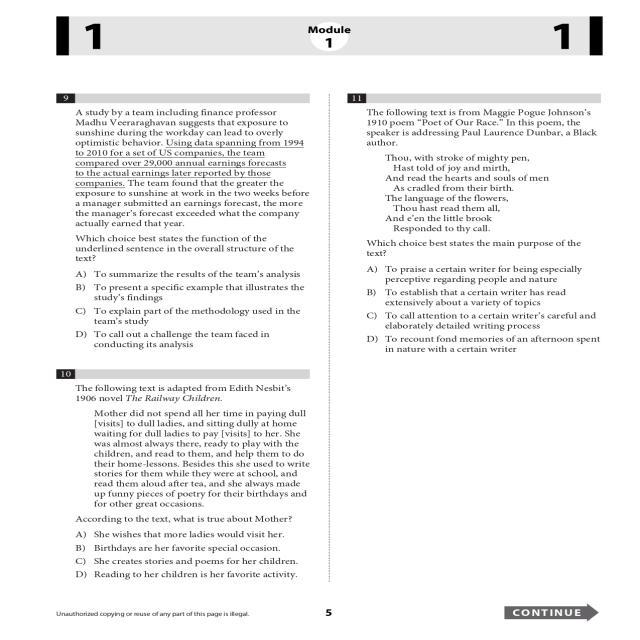 1
Module
1
1
9
A study by a team including finance professor
Madhu Veeraraghavan suggests that exposure to
sunshine during the workday can lead to overly
optimistic behavior. Using data spanning from 1994
to 2010 for a set of US companies, the team
compared over 29,000 annual earnings forecasts
to the actual earnings later reported by those
companies. The team found that the greater the
exposure to sunshine at work in the two weeks before
a manager submitted an earnings forecast, the more
the manager's forecast exceeded what the company
actually earned that year.
Which choice best states the function of the
underlined sentence in the overall structure of the
text?
A) To summarize the results of the team's analysis
B) To present a specific example that illustrates the
study's findings
C) To explain part of the methodology used in the
team's study
D) To call out a challenge the team faced in
conducting its analysis
10
The following text is adapted from Edith Nesbit's
1906 novel The Railway Children.
Mother did not spend all her time in paying dull
[visits] to dull ladies, and sitting dully at home
waiting for dull ladies to pay [visits] to her. She
was almost always there, ready to play with the
children, and read to them, and help them to do
their home-lessons. Besides this she used to write
stories for them while they were at school, and
read them aloud after tea, and she always made
up funny pieces of poetry for their birthdays and
for other great occasions.
According to the text, what is true about Mother?
A) She wishes that more ladies would visit her.
B) Birthdays are her favorite special occasion.
C) She creates stories and poems for her children.
D) Reading to her children is her favorite activity.
11
The following text is from Maggie Pogue Johnson's
1910 poem "Poet of Our Race." In this poem, the
speaker is addressing Paul Laurence Dunbar, a Black
author.
Thou, with stroke of mighty pen,
Hast told of joy and mirth,
And read the hearts and souls of men
As cradled from their birth.
The language of the flowers,
Thou hast read them all,
And e'en the little brook
Responded to thy call.
Which choice best states the main purpose of the
text?
A) To praise a certain writer for being especially
perceptive regarding people and nature
B) To establish that a certain writer has read
extensively about a variety of topics
C) To call attention to a certain writer's careful and
elaborately detailed writing process
D) To recount fond memories of an afternoon spent
in nature with a certain writer
Unauthorized copying or reuse of any part of this page is illegal.
5
CONTINUE